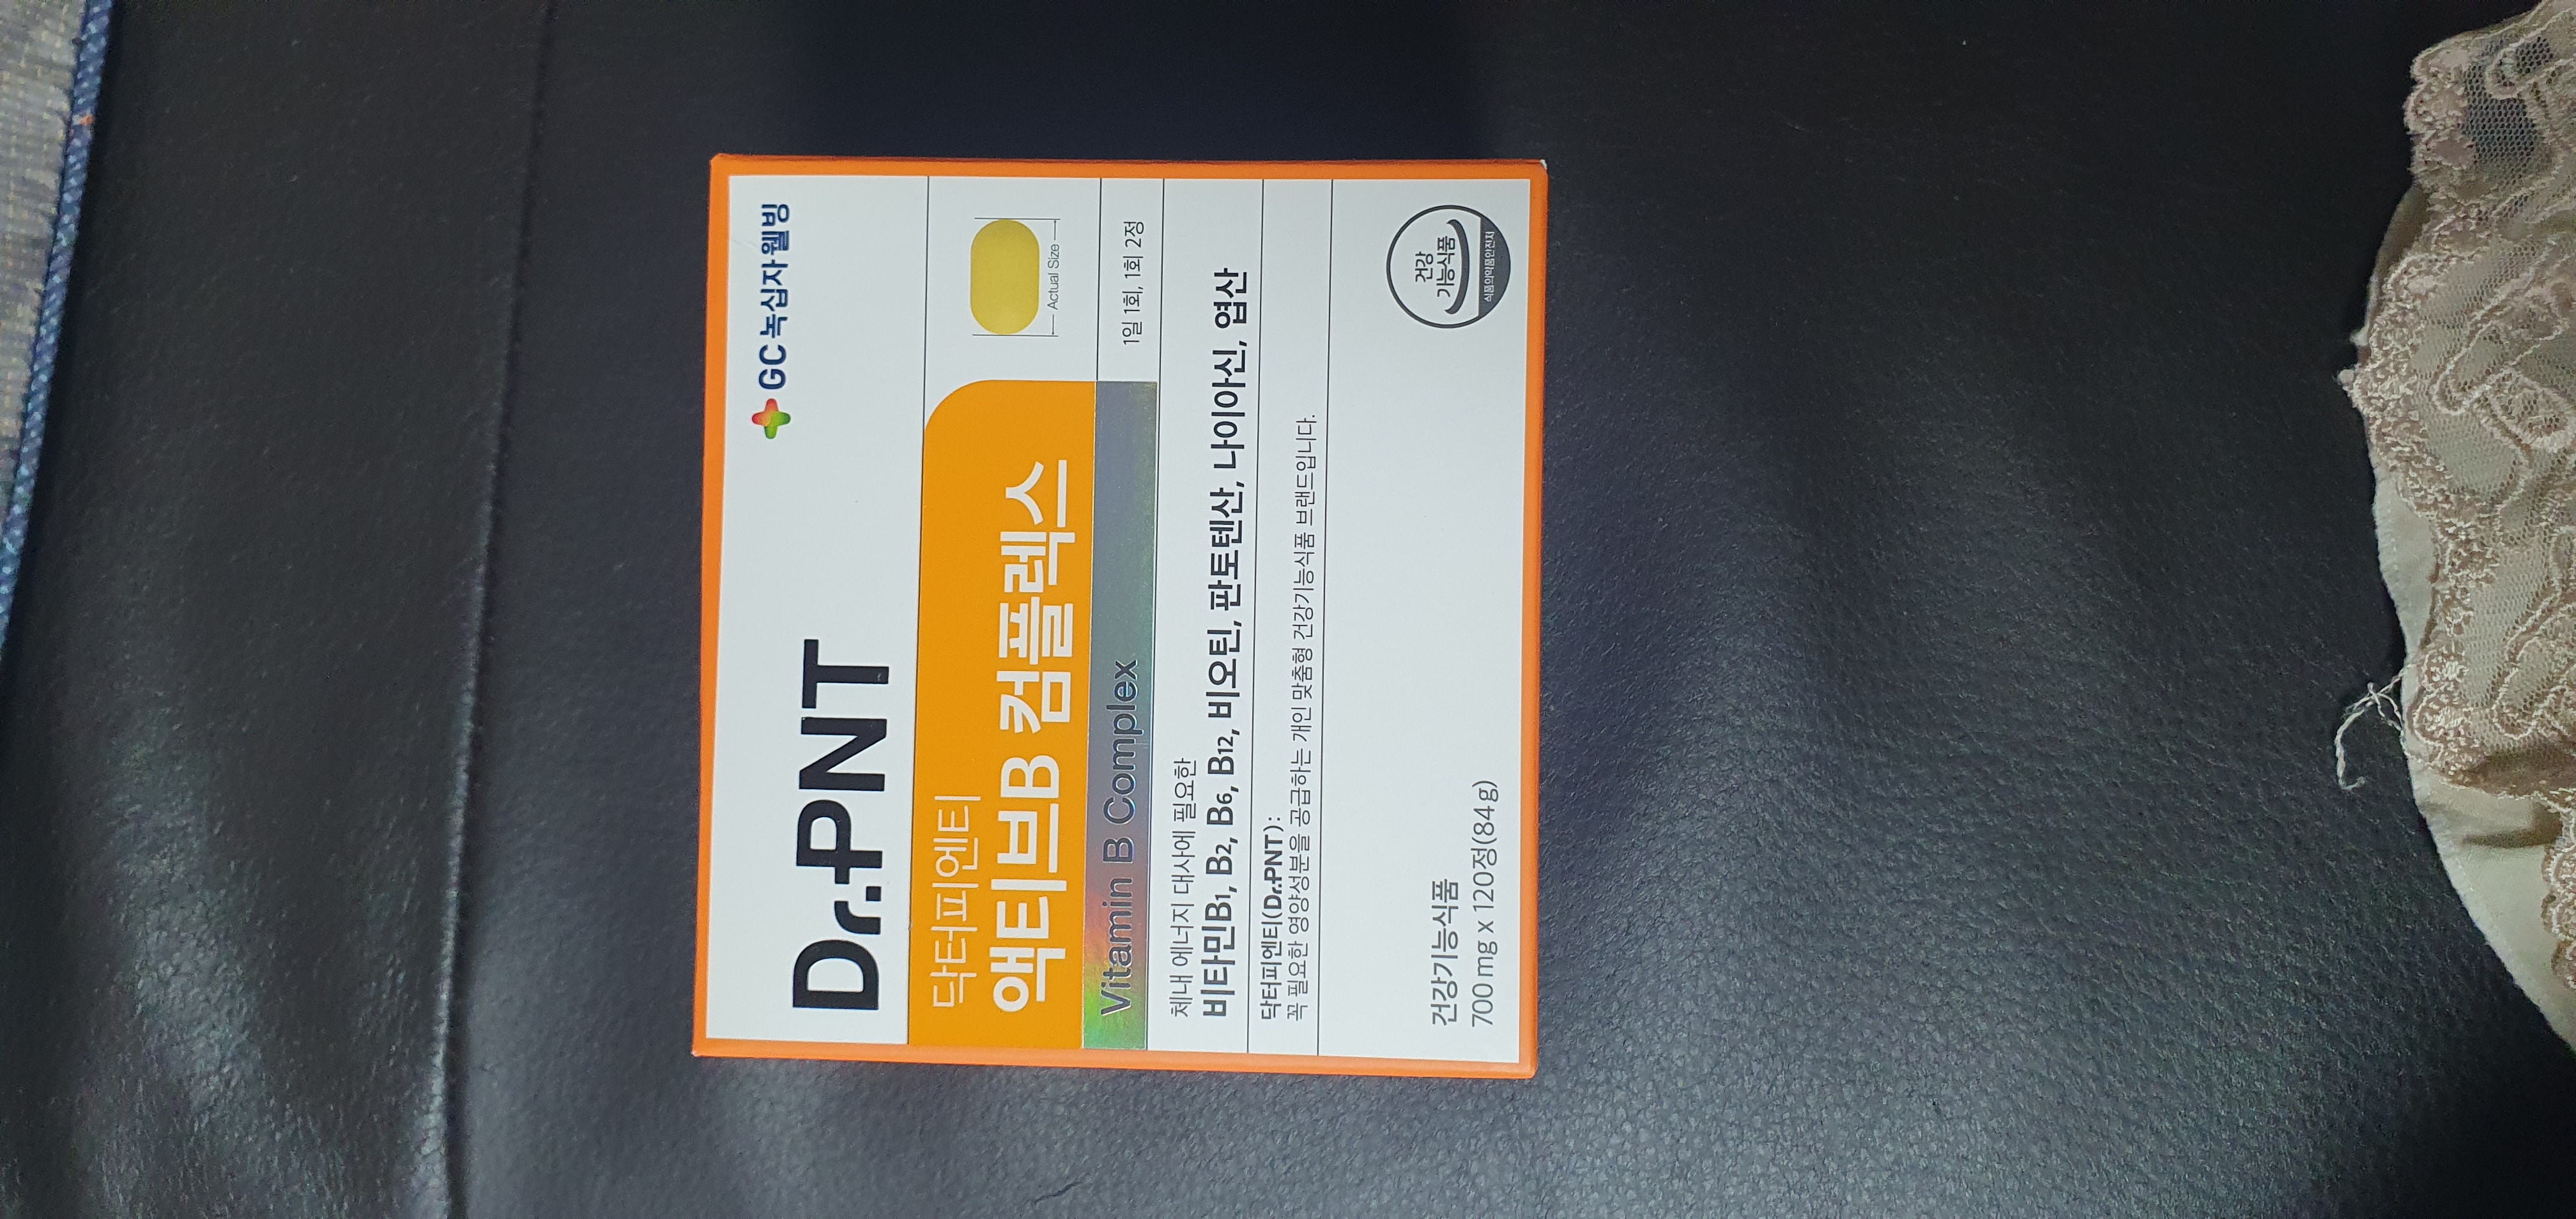 GC녹십자웰빙
Dr.PNT
닥터피엔티
액티브B 컴플렉스
Actual Size
Vitamin B Complex
1일 1회, 1회 2정
체내 에너지 대사에 필요한
비타민B1, B2, B6, B12, 비오틴, 판토텐산, 나이아신, 엽산
닥터피엔티(Dr.PNT):
꼭 필요한 영양성분을 공급하는 개인 맞춤형 건강기능식품 브랜드입니다.
건강기능식품
700 mg x 120정(84 g)
건강
기능식품
식품의약품안전처